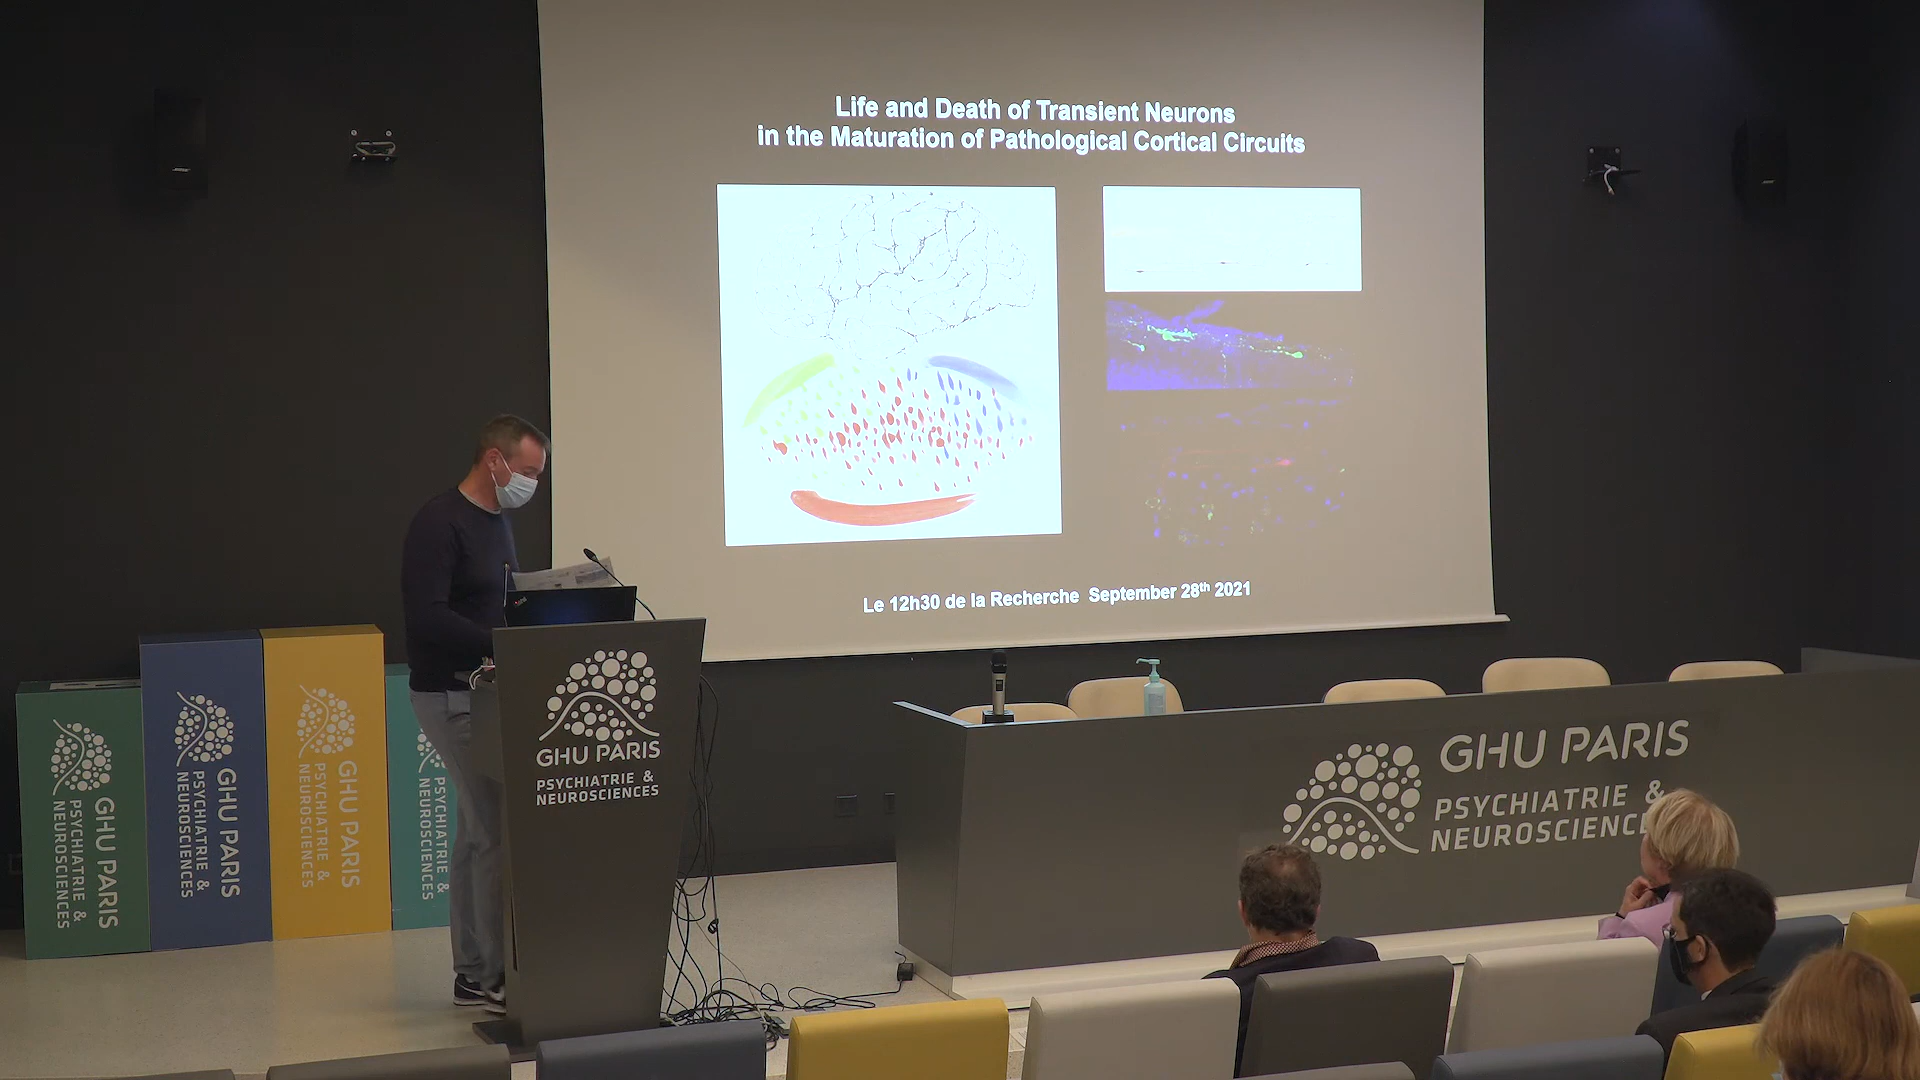 Life and Death of Transient Neurons
in the Maturation of Pathological Cortical Circuits
Le 12h30 de la Recherche September 28th 2021
GHU PARIS
PSYCHIATRIE &
NEUROSCIENCES
GHU PARIS
PSYCHIATRIE &
NEUROSCIENC
GHU PARIS
PSYCHIATRIE &
NEUROSCIENCES
GHU PARIS
PSYCHIATRIE &
NEUROSCIENCES
GHU PARIS
PSYCHIATRIE &
NEUROSCIENCES
PSYCHIATRIE &
NEUROSCIENCES